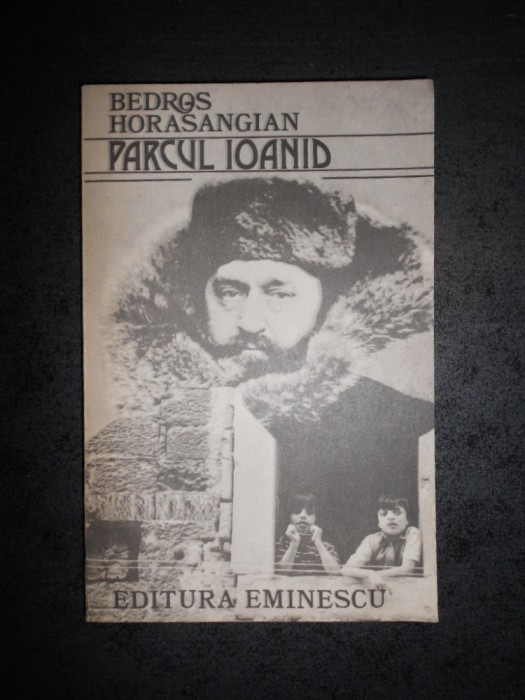 BEDROS
HORASANGIAN
PARCUL IOANID
EDITURA EMINESCU